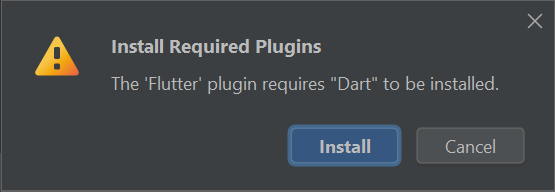 Install Required Plugins
The 'Flutter' plugin requires "Dart" to be installed.
Install
Cancel